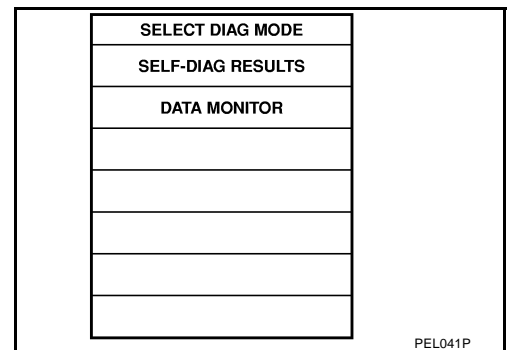 SELECT DIAG MODE
SELF-DIAG RESULTS
DATA MONITOR
PEL041P